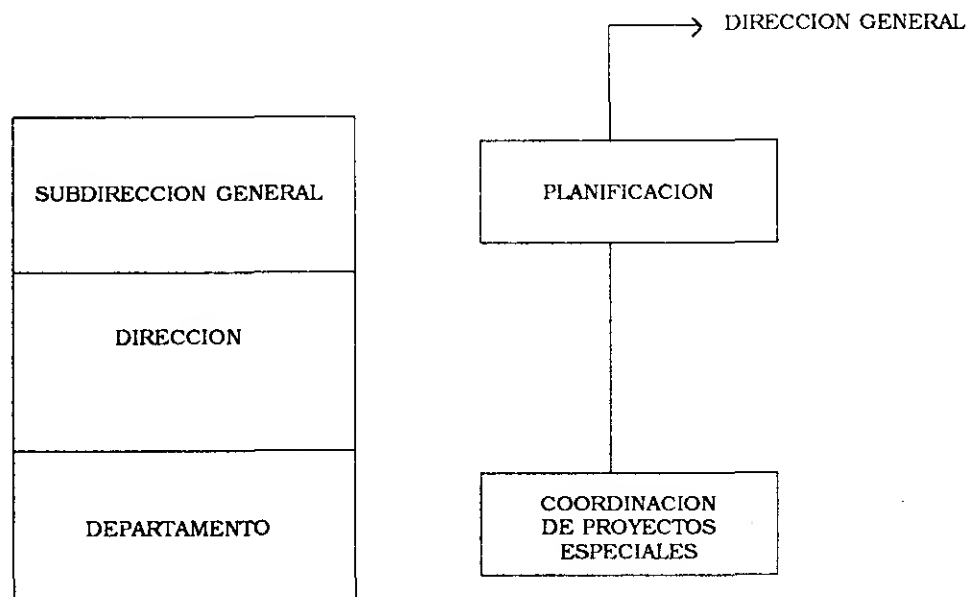 DIRECCION GENERAL
SUBDIRECCION GENERAL
PLANIFICACION
DIRECCION
DEPARTAMENTO
COORDINACION
DE PROYECTOS
ESPECIALES